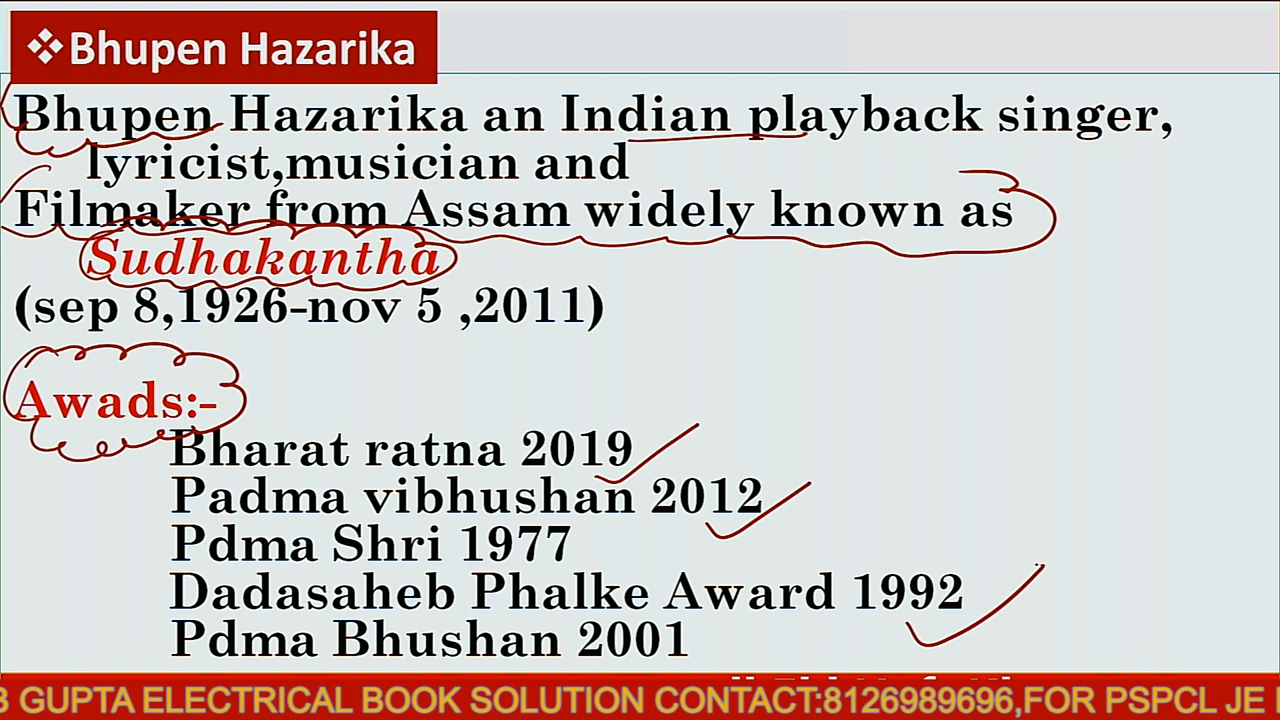 ❖Bhupen Hazarika
Bhupen Hazarika an Indian playback singer,
lyricist,musician and
Filmaker from Assam widely known as
Sudhakantha
(sep 8,1926-nov 5 ,2011)
Awads:-
Bharat ratna 2019
Padma vibhushan 2012
Pdma Shri 1977
Dadasaheb Phalke Award 1992
Pdma Bhushan 2001
GUPTA ELECTRICAL BOOK SOLUTION CONTACT:8126989696,FOR PSPCL JE